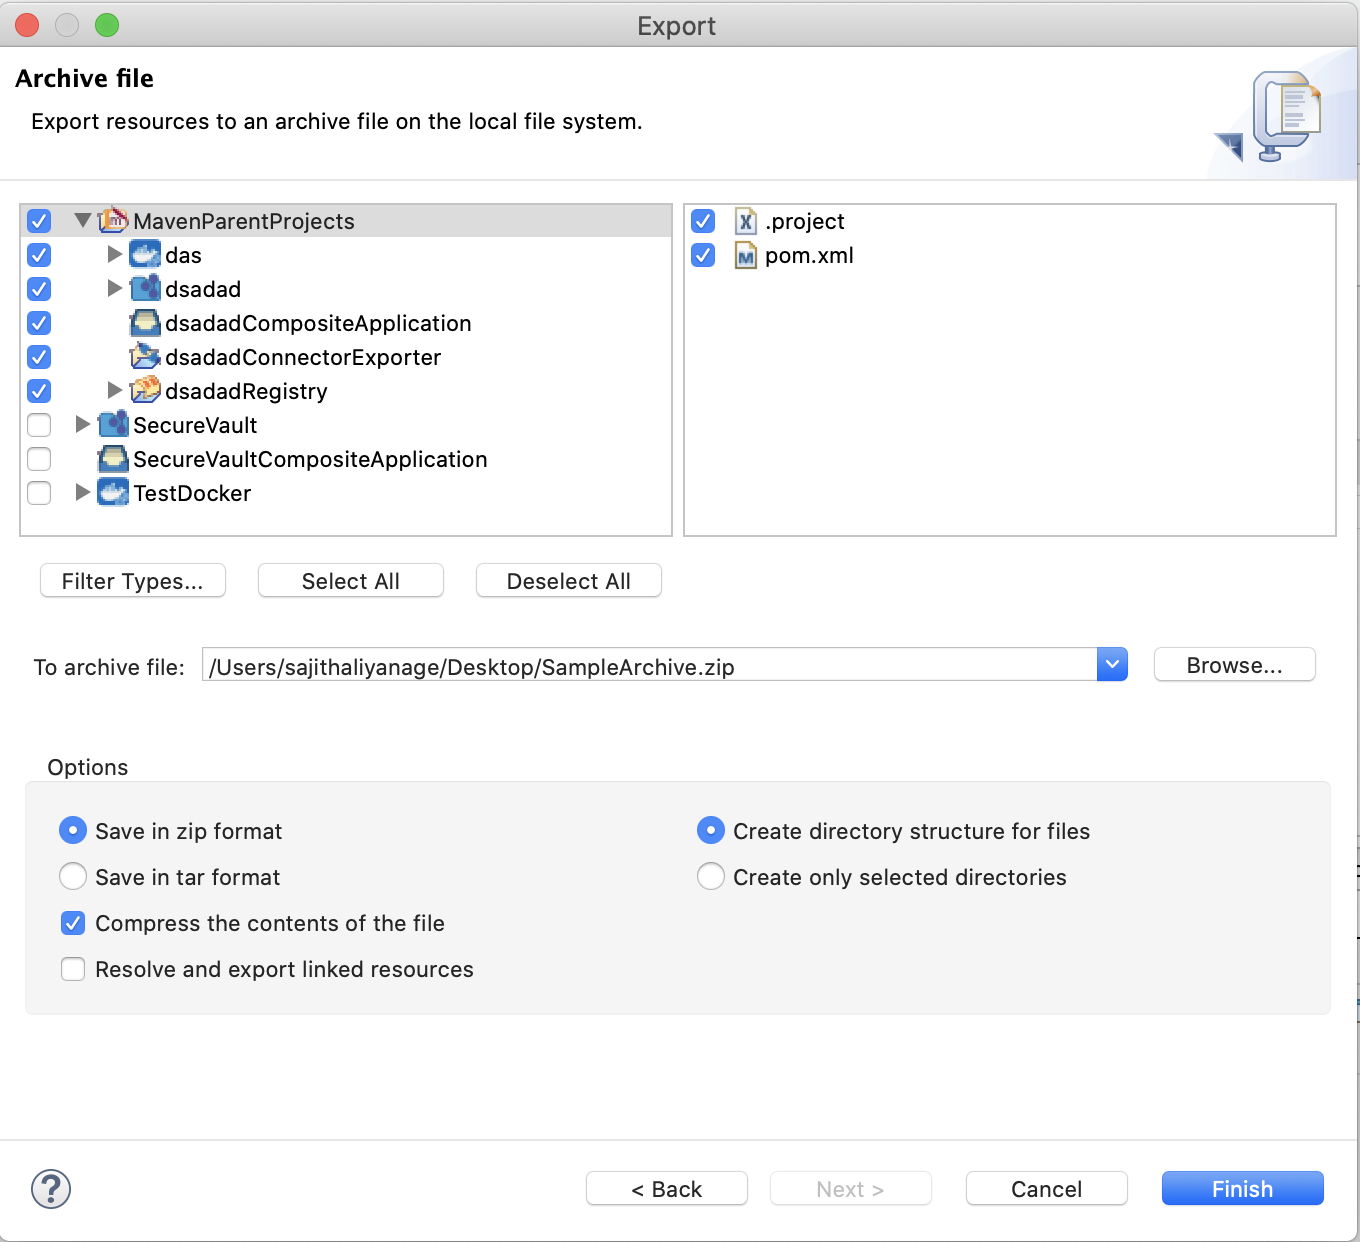 Export
Archive file
Export resources to an archive file on the local file system.
MavenParentProjects
das
dsadad
dsadadCompositeApplication
dsadadConnectorExporter
dsadadRegistry
SecureVault
SecureVaultCompositeApplication
TestDocker
.project
pom.xml
Filter Types...
Select All
Deselect All
To archive file:
/Users/sajithaliyanage/Desktop/SampleArchive.zip
Browse...
Options
Save in zip format
Save in tar format
Compress the contents of the file
Resolve and export linked resources
Create directory structure for files
Create only selected directories
?
< Back
Next >
Cancel
Finish